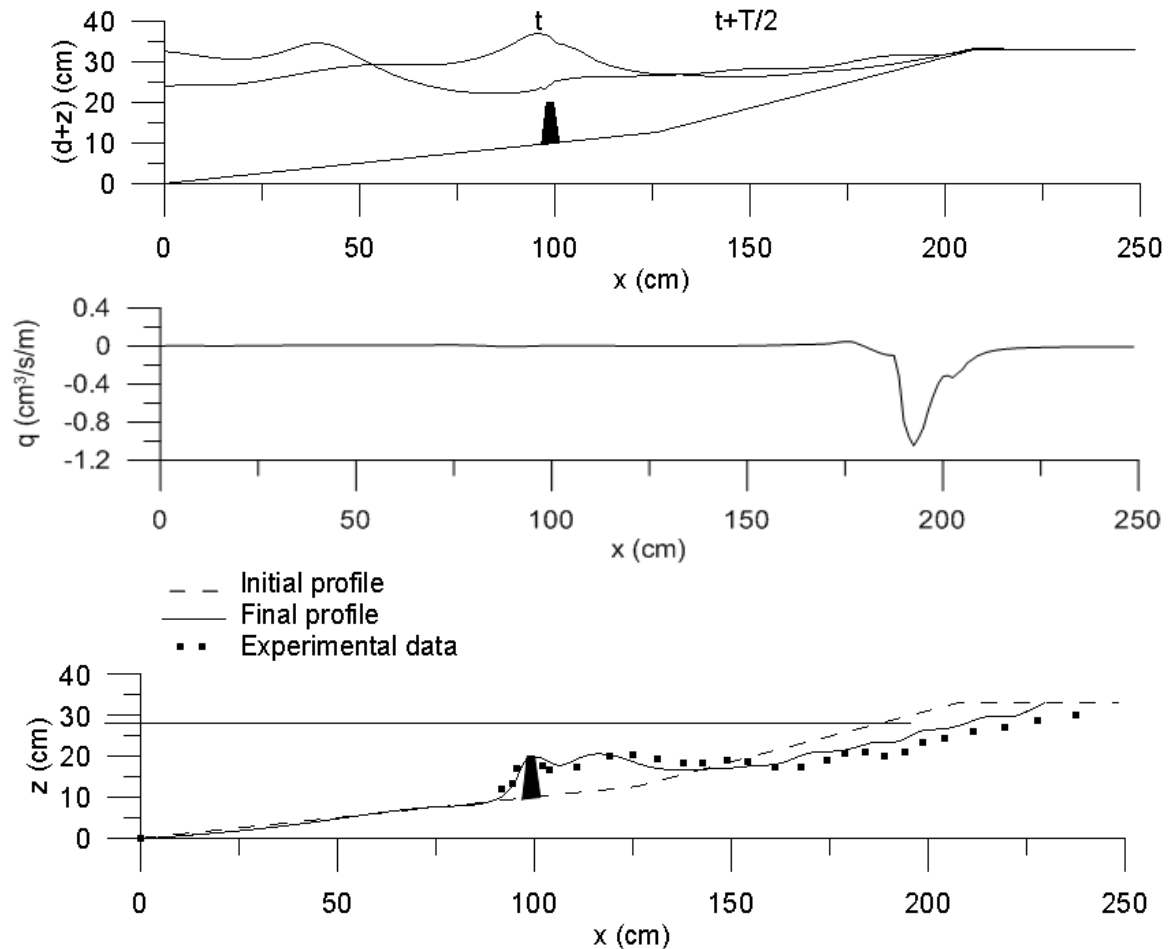 t t+T/2
40
30
20
10
0
(d+z) (cm)
0 50 100 150 200 250
x (cm)
0.4
0
-0.4
-0.8
-1.2
q (cm³/s/m)
0 50 100 150 200 250
x (cm)
Initial profile
Final profile
Experimental data
40
30
20
10
0
z (cm)
0 50 100 150 200 250
x (cm)